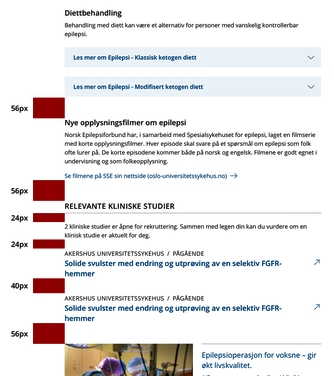 Diettbehandling
Behandling med diett kan være et alternativ for personer med vanskelig kontrollerbar
epilepsi.
Les mer om Epilepsi - Klassisk ketogen diett
Les mer om Epilepsi - Modifisert ketogen diett
56px
Nye opplysningsfilmer om epilepsi
Norsk Epilepsiforbund har, i samarbeid med Spesialsykehuset for epilepsi, laget en filmserie
med korte opplysningsfilmer. Hver episode skal svare på et spørsmål om epilepsi som folk
ofte lurer på. De korte episodene kommer både på norsk og engelsk. Filmene er godt egnet i
undervisning og som folkeopplysning.
56px
Se filmene på SSE sin nettside (oslo-universitetssykehus.no)
RELEVANTE KLINISKE STUDIER
24px
2 kliniske studier er åpne for rekruttering. Sammen med legen din kan du vurdere om en
klinisk studie er aktuelt for deg.
24px
AKERSHUS UNIVERSITETSSYKEHUS / PÅGÅENDE
Solide svulster med endring og utprøving av en selektiv FGFR-
hemmer
40px
AKERSHUS UNIVERSITETSSYKEHUS / PÅGÅENDE
Solide svulster med endring og utprøving av en selektiv FGFR-
hemmer
56px
Epilepsioperasjon for voksne – gir
økt livskvalitet.